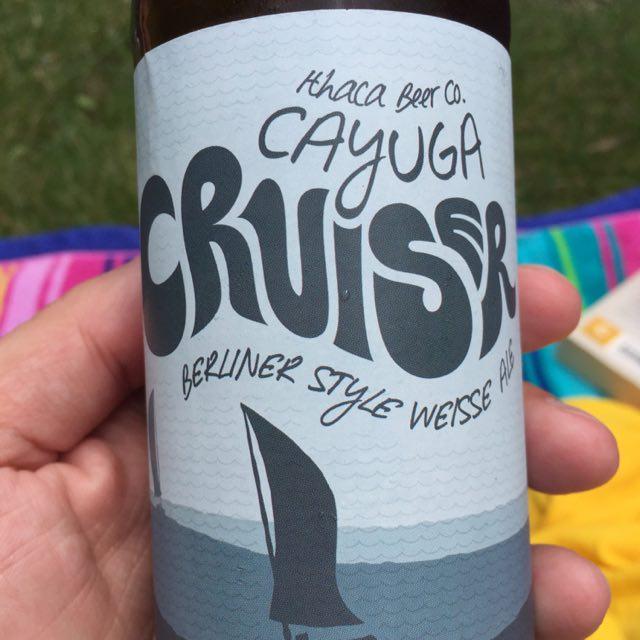 Ithaca Beer Co.
CAYUGA
CRUISER
BERLINER STYLE WEISSE ALE